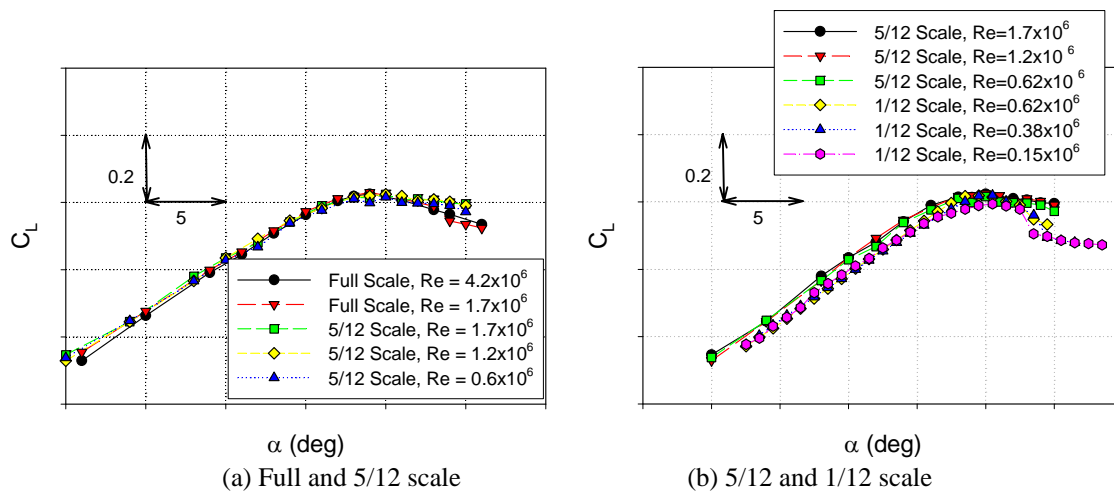 C_L
0.2
5
Full Scale, Re = 4.2x10^6
Full Scale, Re = 1.7x10^6
5/12 Scale, Re = 1.7x10^6
5/12 Scale, Re = 1.2x10^6
5/12 Scale, Re = 0.6x10^6
α (deg)
(a) Full and 5/12 scale
5/12 Scale, Re=1.7x10^6
5/12 Scale, Re=1.2x10^6
5/12 Scale, Re=0.62x10^6
1/12 Scale, Re=0.62x10^6
1/12 Scale, Re=0.38x10^6
1/12 Scale, Re=0.15x10^6
C_L
0.2
5
α (deg)
(b) 5/12 and 1/12 scale